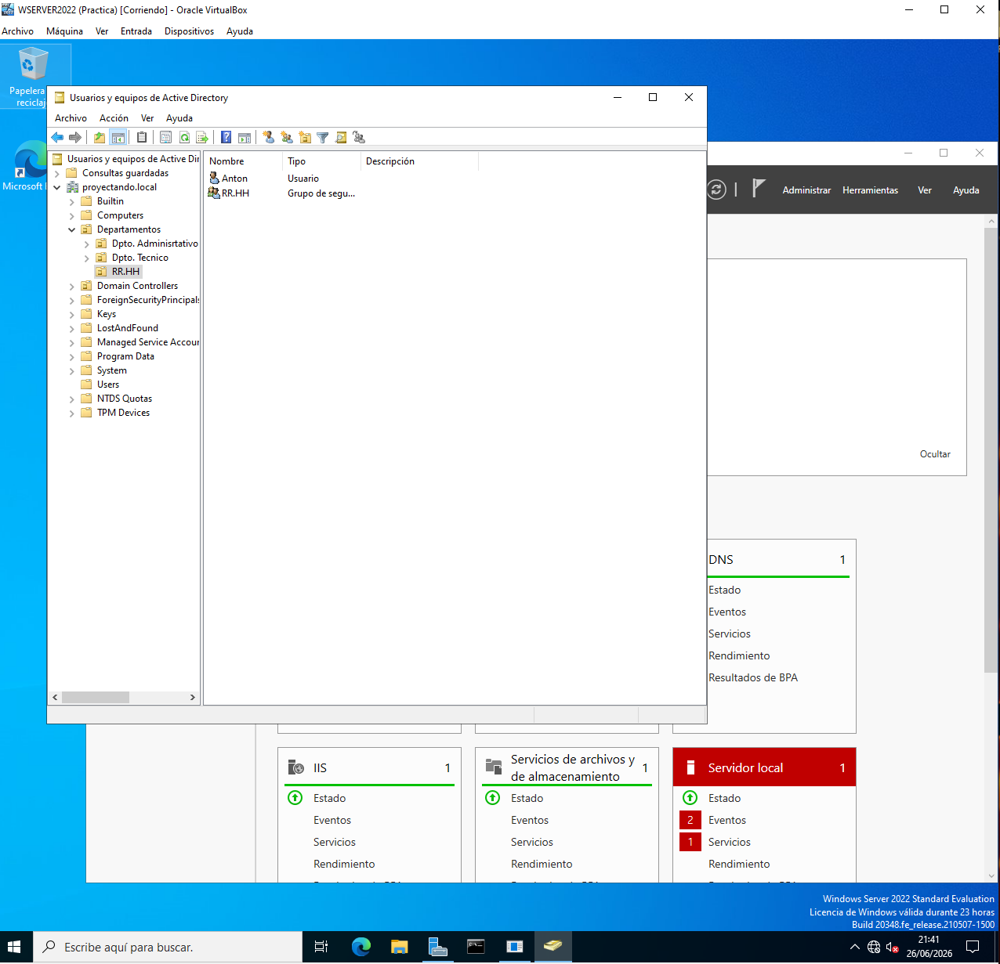 WSERVER2022 (Practica) [Corriendo] - Oracle VirtualBox
Archivo Máquina Ver Entrada Dispositivos Ayuda
Papelera
reciclaj
Microsoft
Usuarios y equipos de Active Directory
Archivo Acción Ver Ayuda
Usuarios y equipos de Active Dir
Consultas guardadas
proyectando.local
Builtin
Computers
Departamentos
Dpto. Adminisrtativo
Dpto. Tecnico
RR.HH
Domain Controllers
ForeignSecurityPrincipals
Keys
LostAndFound
Managed Service Accour
Program Data
System
Users
NTDS Quotas
TPM Devices
Nombre Tipo Descripción
Anton Usuario
RR.HH Grupo de segu...
Administrar Herramientas Ver Ayuda
Ocultar
DNS 1
Estado
Eventos
Servicios
Rendimiento
Resultados de BPA
IIS 1
Estado
Eventos
Servicios
Rendimiento
Servicios de archivos y
de almacenamiento 1
Estado
Eventos
Servicios
Rendimiento
Servidor local 1
Estado
2 Eventos
1 Servicios
Rendimiento
Windows Server 2022 Standard Evaluation
Licencia de Windows válida durante 23 horas
Build 20348.fe_release.210507-1500
Escribe aquí para buscar.
21:41
26/06/2026